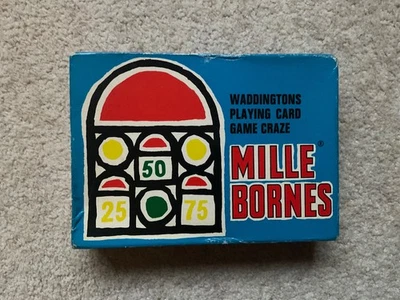 WADDINGTONS
PLAYING CARD
GAME CRAZE
MILLE®
BORNES
50
25 75